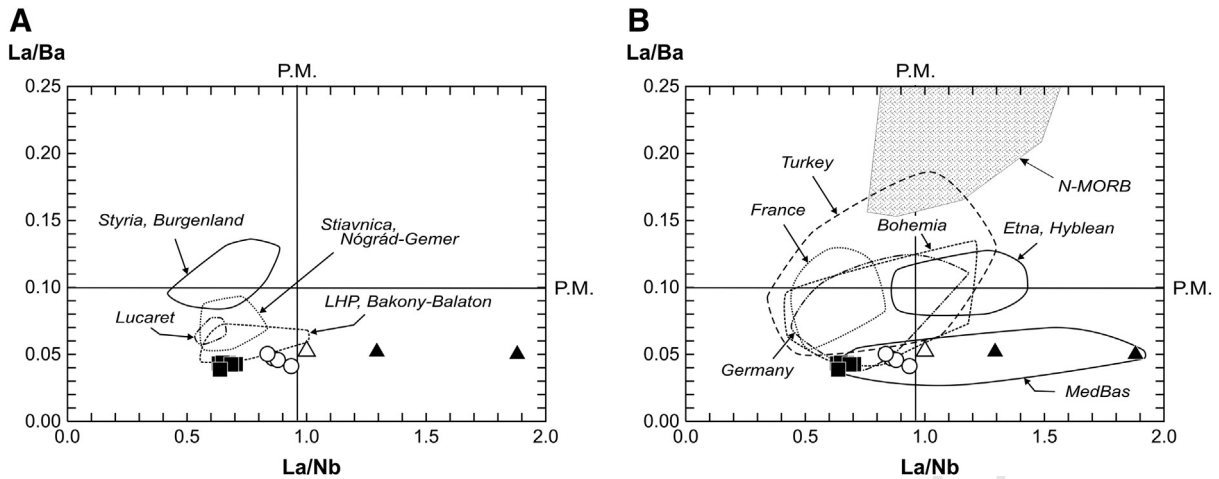 A
La/Ba
P.M.
0.25
0.20
0.15
0.10
0.05
0.00
Styria, Burgenland
Stiavnica,
Nógrád-Gemer
LHP, Bakony-Balaton
Lucaret
P.M.
0.0
0.5
1.0
1.5
2.0
La/Nb
B
La/Ba
P.M.
0.25
0.20
0.15
0.10
0.05
0.00
Turkey
N-MORB
France
Bohemia
Etna, Hyblean
P.M.
Germany
MedBas
0.0
0.5
1.0
1.5
2.0
La/Nb